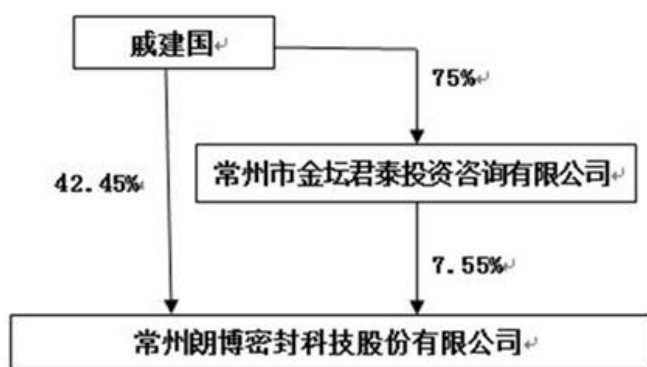 戚建国
75%
常州市金坛君泰投资咨询有限公司
42.45%
7.55%
常州朗博密封科技股份有限公司